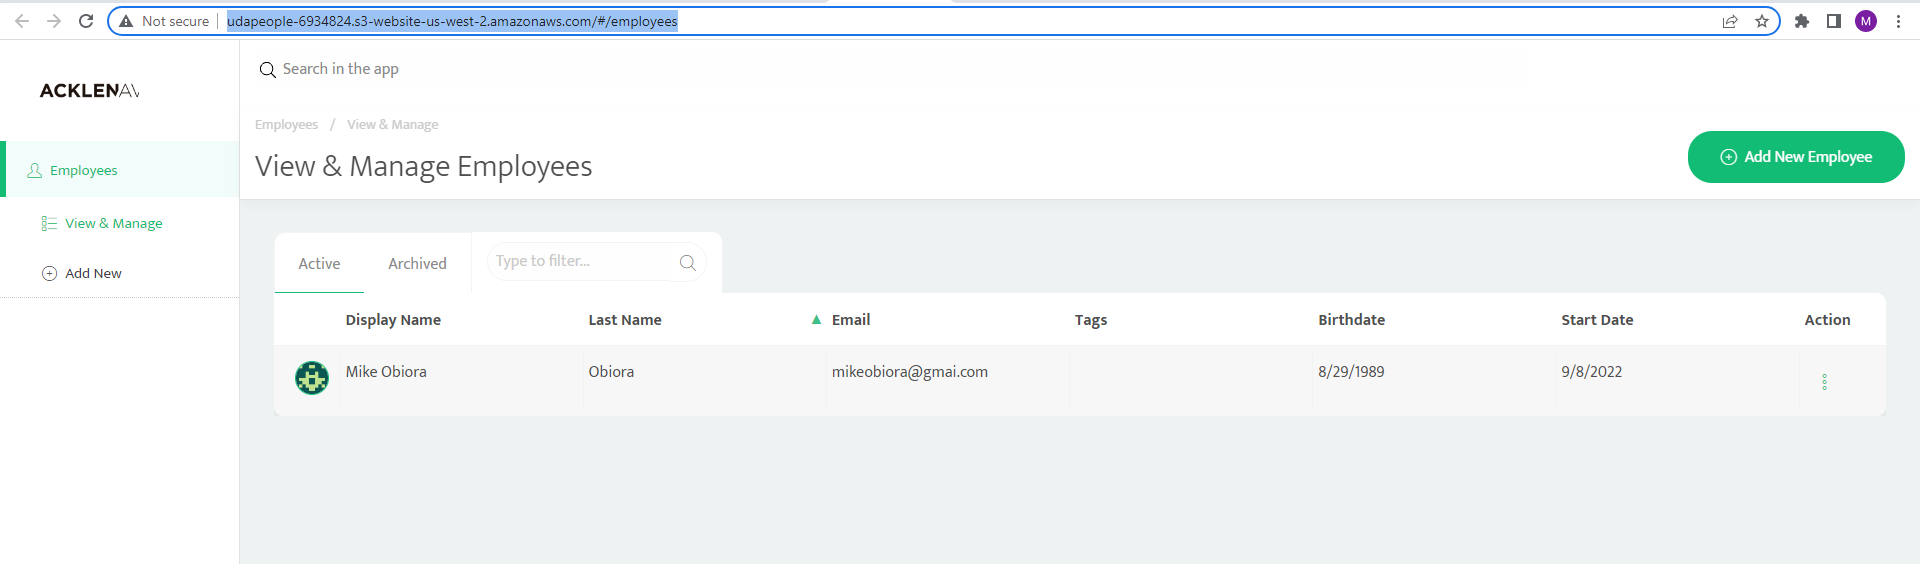 Not secure udapeople-6934824.s3-website-us-west-2.amazonaws.com/#/employees M
Search in the app
ACKLENAV
Employees / View & Manage
View & Manage Employees
Add New Employee
Employees
View & Manage
Add New
Active Archived Type to filter...
Display Name Last Name Email Tags Birthdate Start Date Action
Mike Obiora Obiora mikeobiora@gmai.com 8/29/1989 9/8/2022